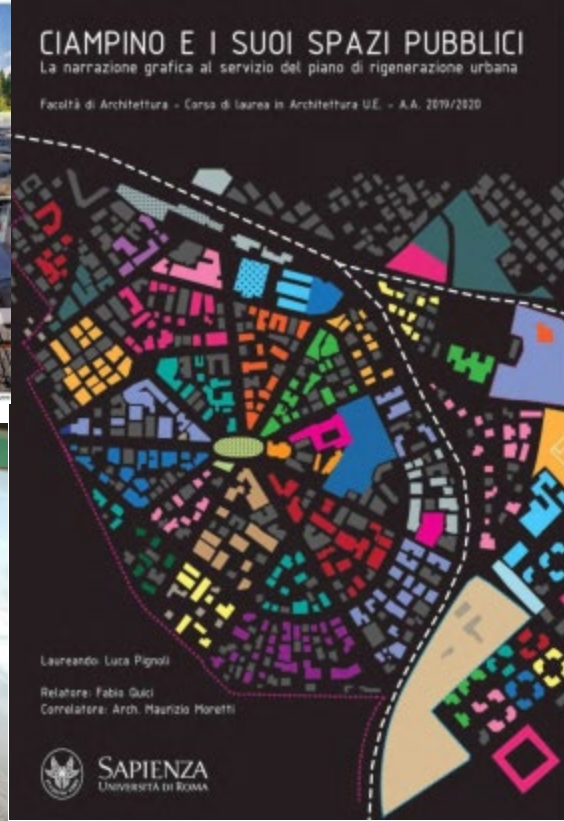 CIAMPINO E I SUOI SPAZI PUBBLICI
La narrazione grafica al servizio del piano di rigenerazione urbana
Facoltà di Architettura - Corso di laurea in Architettura U.E. - A.A. 2019/2020
Laureando: Luca Pignoli
Relatore: Fabio Quici
Correlatore: Arch. Maurizio Moretti
SAPIENZA
UNIVERSITÀ DI ROMA